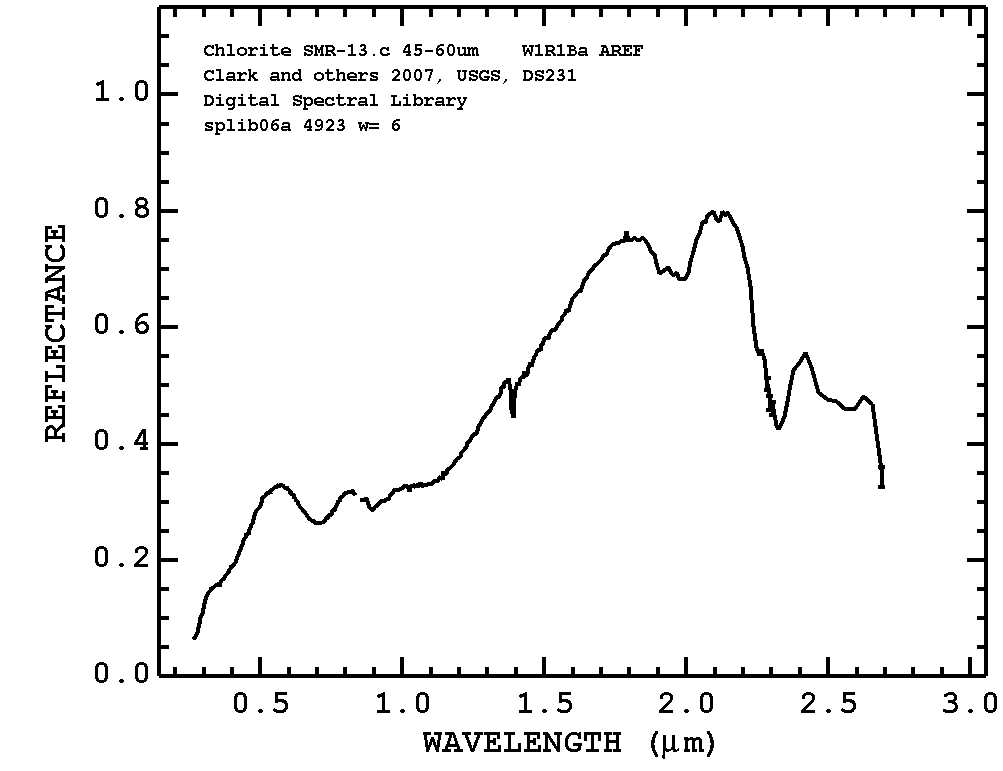 Chlorite SMR-13.c 45-60um W1R1Ba AREF
Clark and others 2007, USGS, DS231
Digital Spectral Library
splib06a 4923 w= 6
1.0
0.8
0.6
0.4
0.2
0.0
REFLECTANCE
0.5 1.0 1.5 2.0 2.5 3.0
WAVELENGTH (μm)